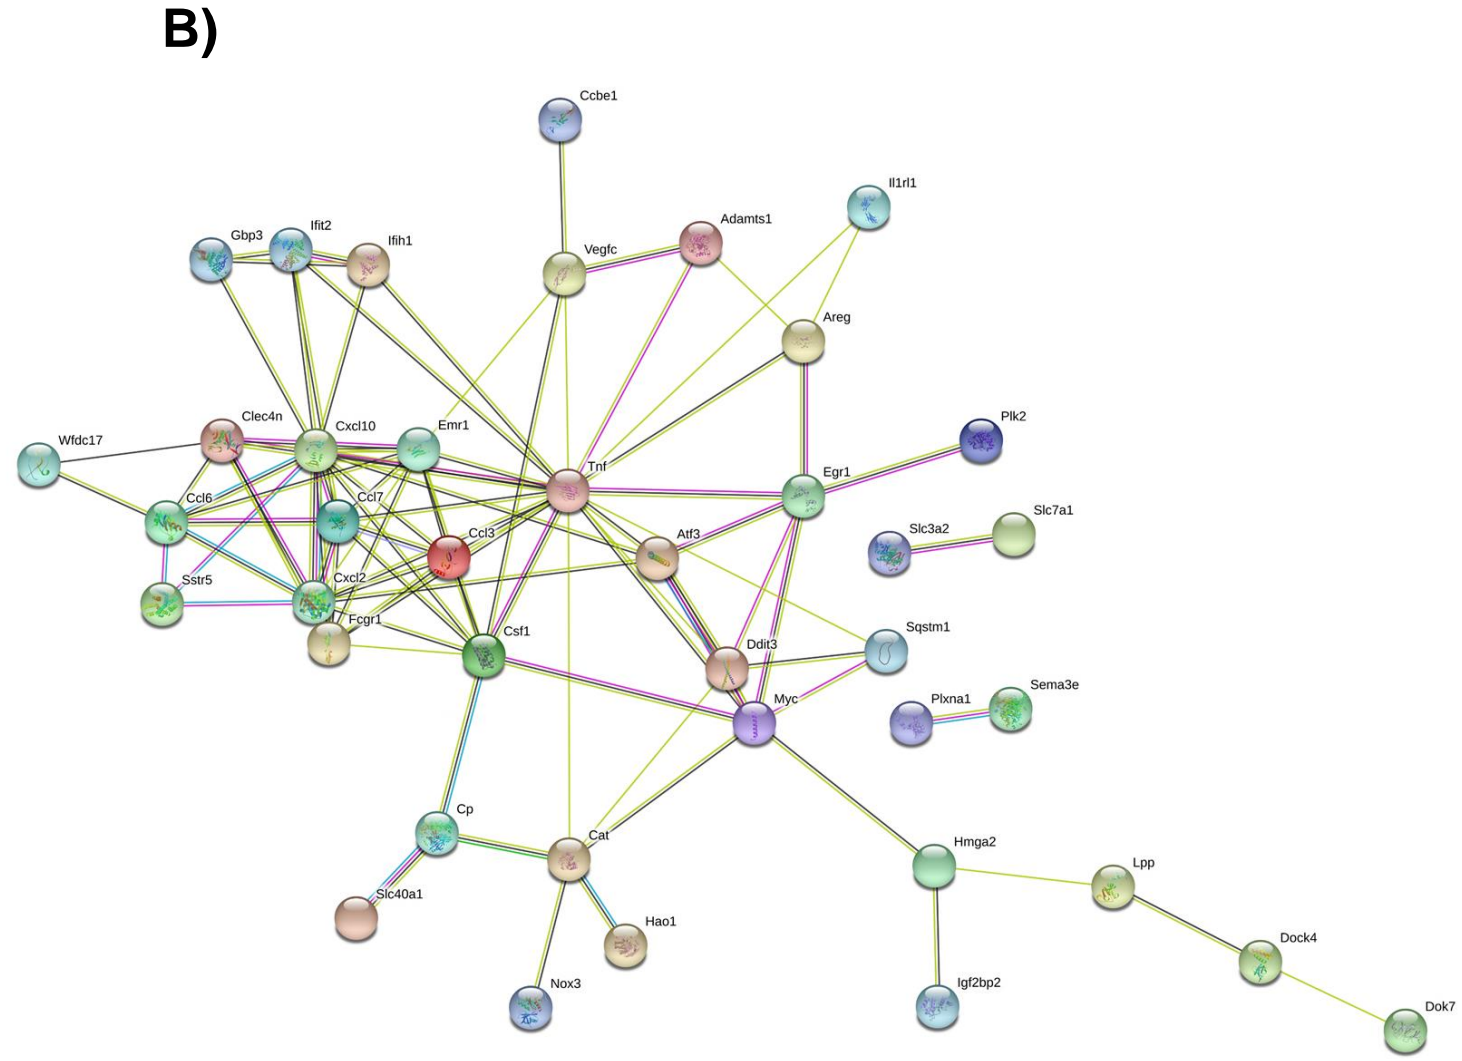 B)
Ccbe1
Il1rl1
Adamts1
Ifit2
Gbp3
Ifih1
Vegfc
Areg
Clec4n
Cxcl10
Emr1
Plk2
Wfdc17
Tnf
Egr1
Ccl6
Ccl7
Slc7a1
Slc3a2
Ccl3
Atf3
Sstr5
Cxcl2
Fcgr1
Csf1
Sqstm1
Ddit3
Sema3e
Plxna1
Myc
Cp
Cat
Hmga2
Lpp
Slc40a1
Hao1
Dock4
Nox3
Igf2bp2
Dok7